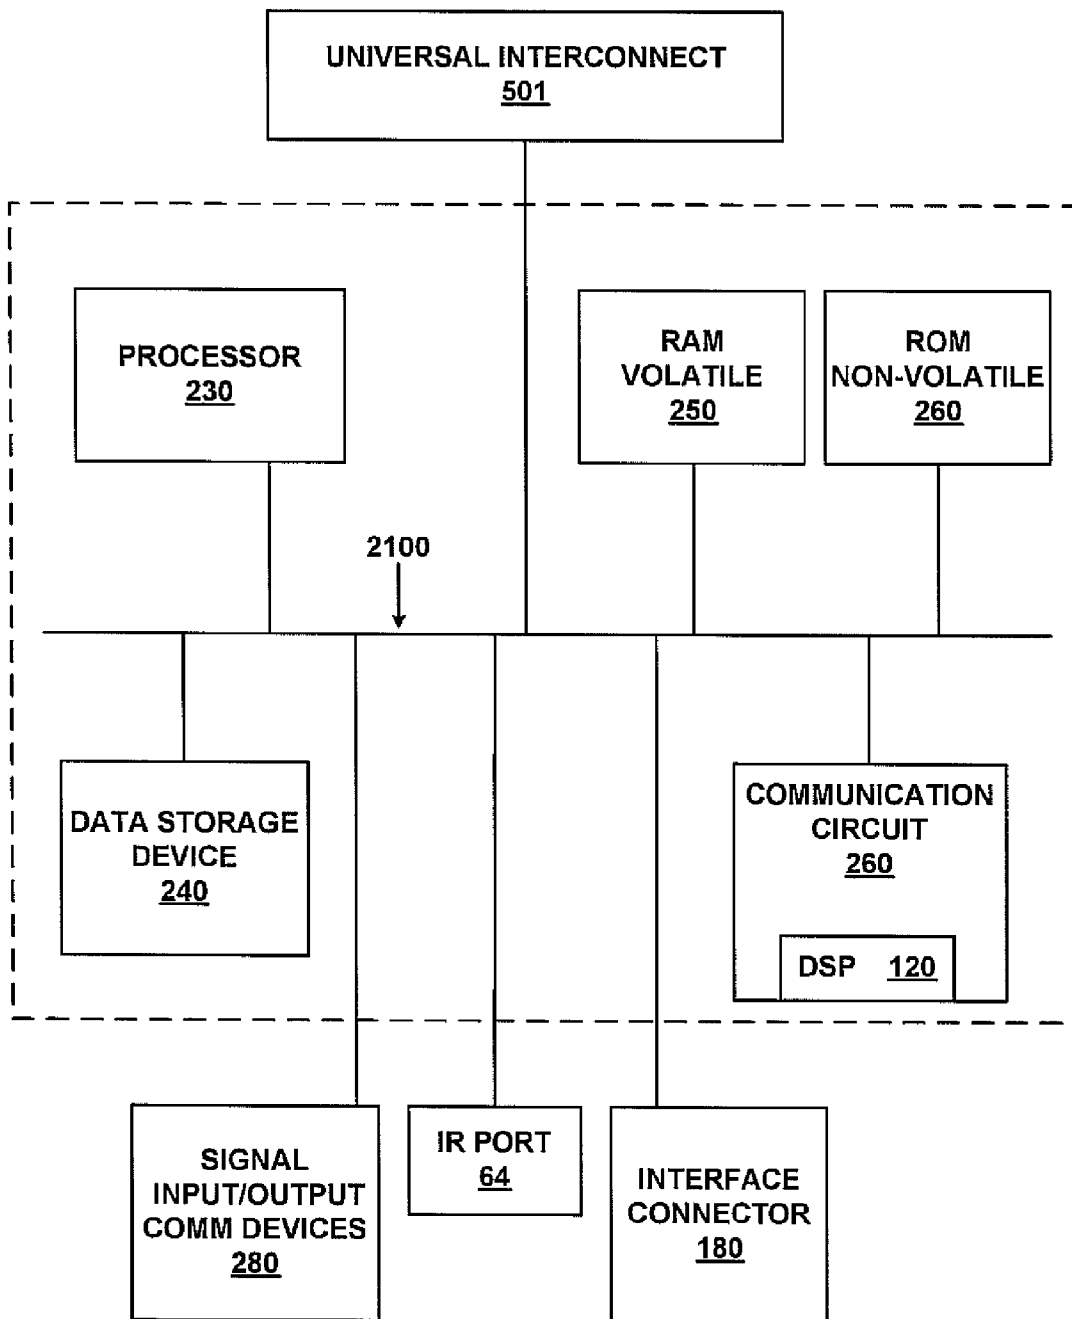 UNIVERSAL INTERCONNECT
501
PROCESSOR
230
RAM
VOLATILE
250
ROM
NON-VOLATILE
260
2100
DATA STORAGE
DEVICE
240
COMMUNICATION
CIRCUIT
260
DSP 120
SIGNAL
INPUT/OUTPUT
COMM DEVICES
280
IR PORT
64
INTERFACE
CONNECTOR
180